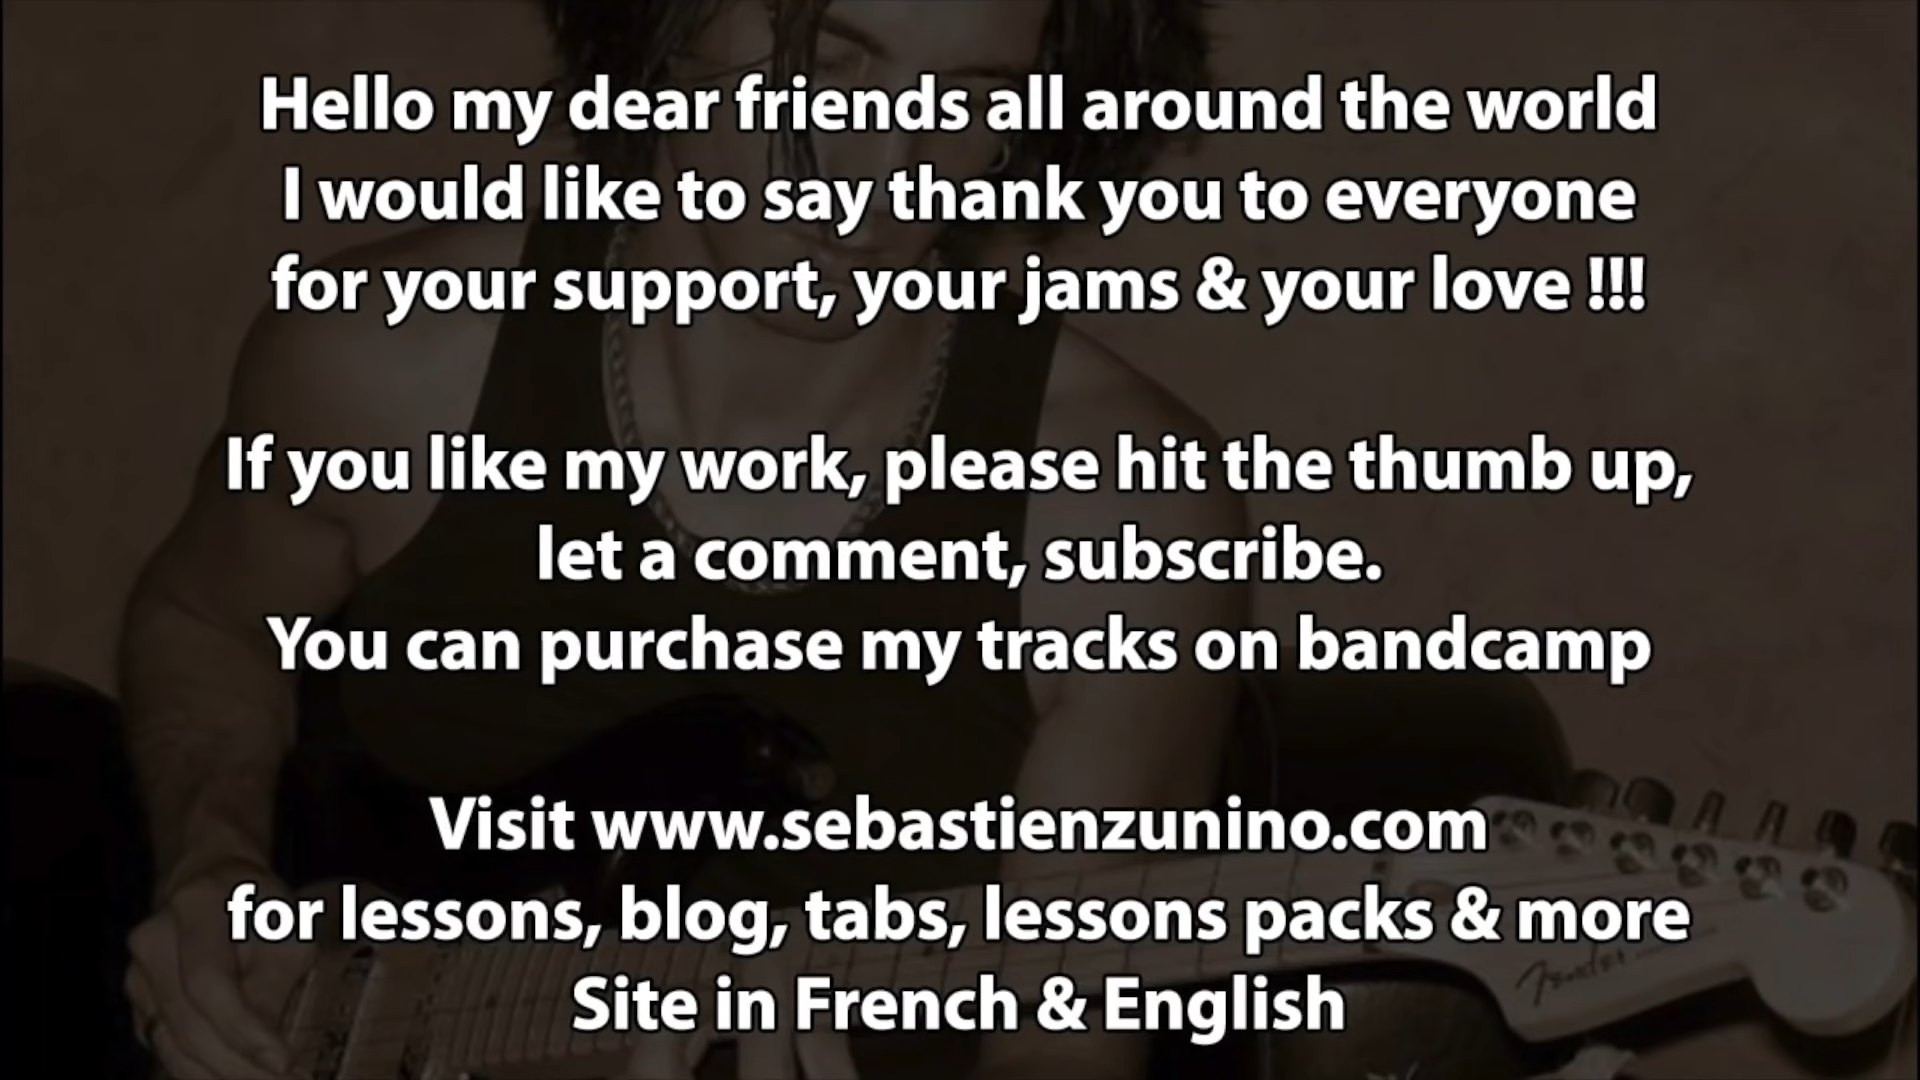 Hello my dear friends all around the world
I would like to say thank you to everyone
for your support, your jams & your love !!!
If you like my work, please hit the thumb up,
let a comment, subscribe.
You can purchase my tracks on bandcamp
Visit www.sebastienzunino.com
for lessons, blog, tabs, lessons packs & more
Fender
Site in French & English